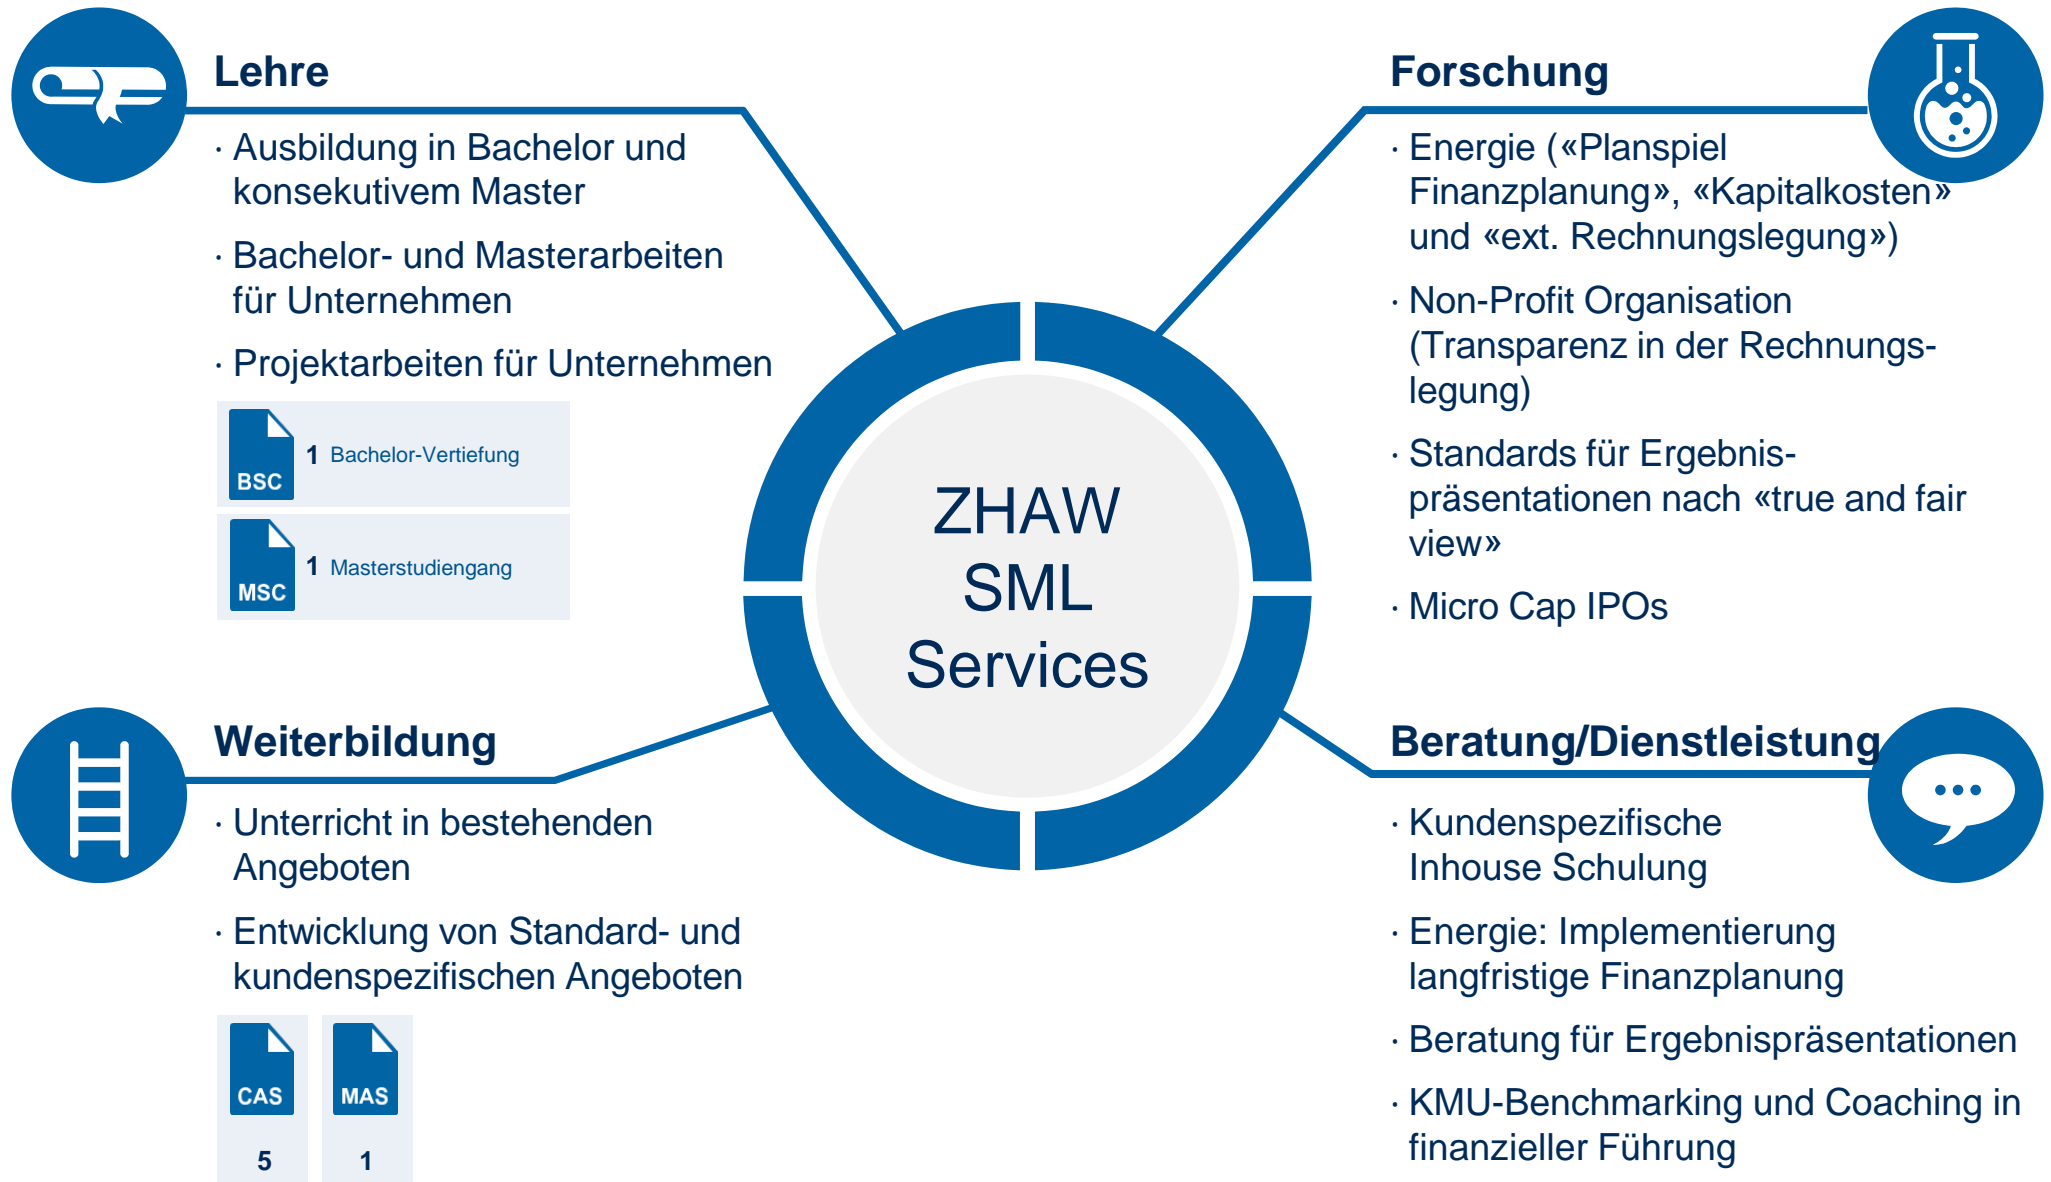 Lehre
· Ausbildung in Bachelor und
konsekutivem Master
· Bachelor- und Masterarbeiten
für Unternehmen
· Projektarbeiten für Unternehmen
BSC
1 Bachelor-Vertiefung
MSC
1 Masterstudiengang
Forschung
· Energie («Planspiel
Finanzplanung», «Kapitalkosten»
und «ext. Rechnungslegung»)
· Non-Profit Organisation
(Transparenz in der Rechnungs-
legung)
· Standards für Ergebnis-
präsentationen nach «true and fair
view»
· Micro Cap IPOs
ZHAW
SML
Services
Weiterbildung
· Unterricht in bestehenden
Angeboten
· Entwicklung von Standard- und
kundenspezifischen Angeboten
CAS
5
MAS
1
Beratung/Dienstleistung
· Kundenspezifische
Inhouse Schulung
· Energie: Implementierung
langfristige Finanzplanung
· Beratung für Ergebnispräsentationen
· KMU-Benchmarking und Coaching in
finanzieller Führung